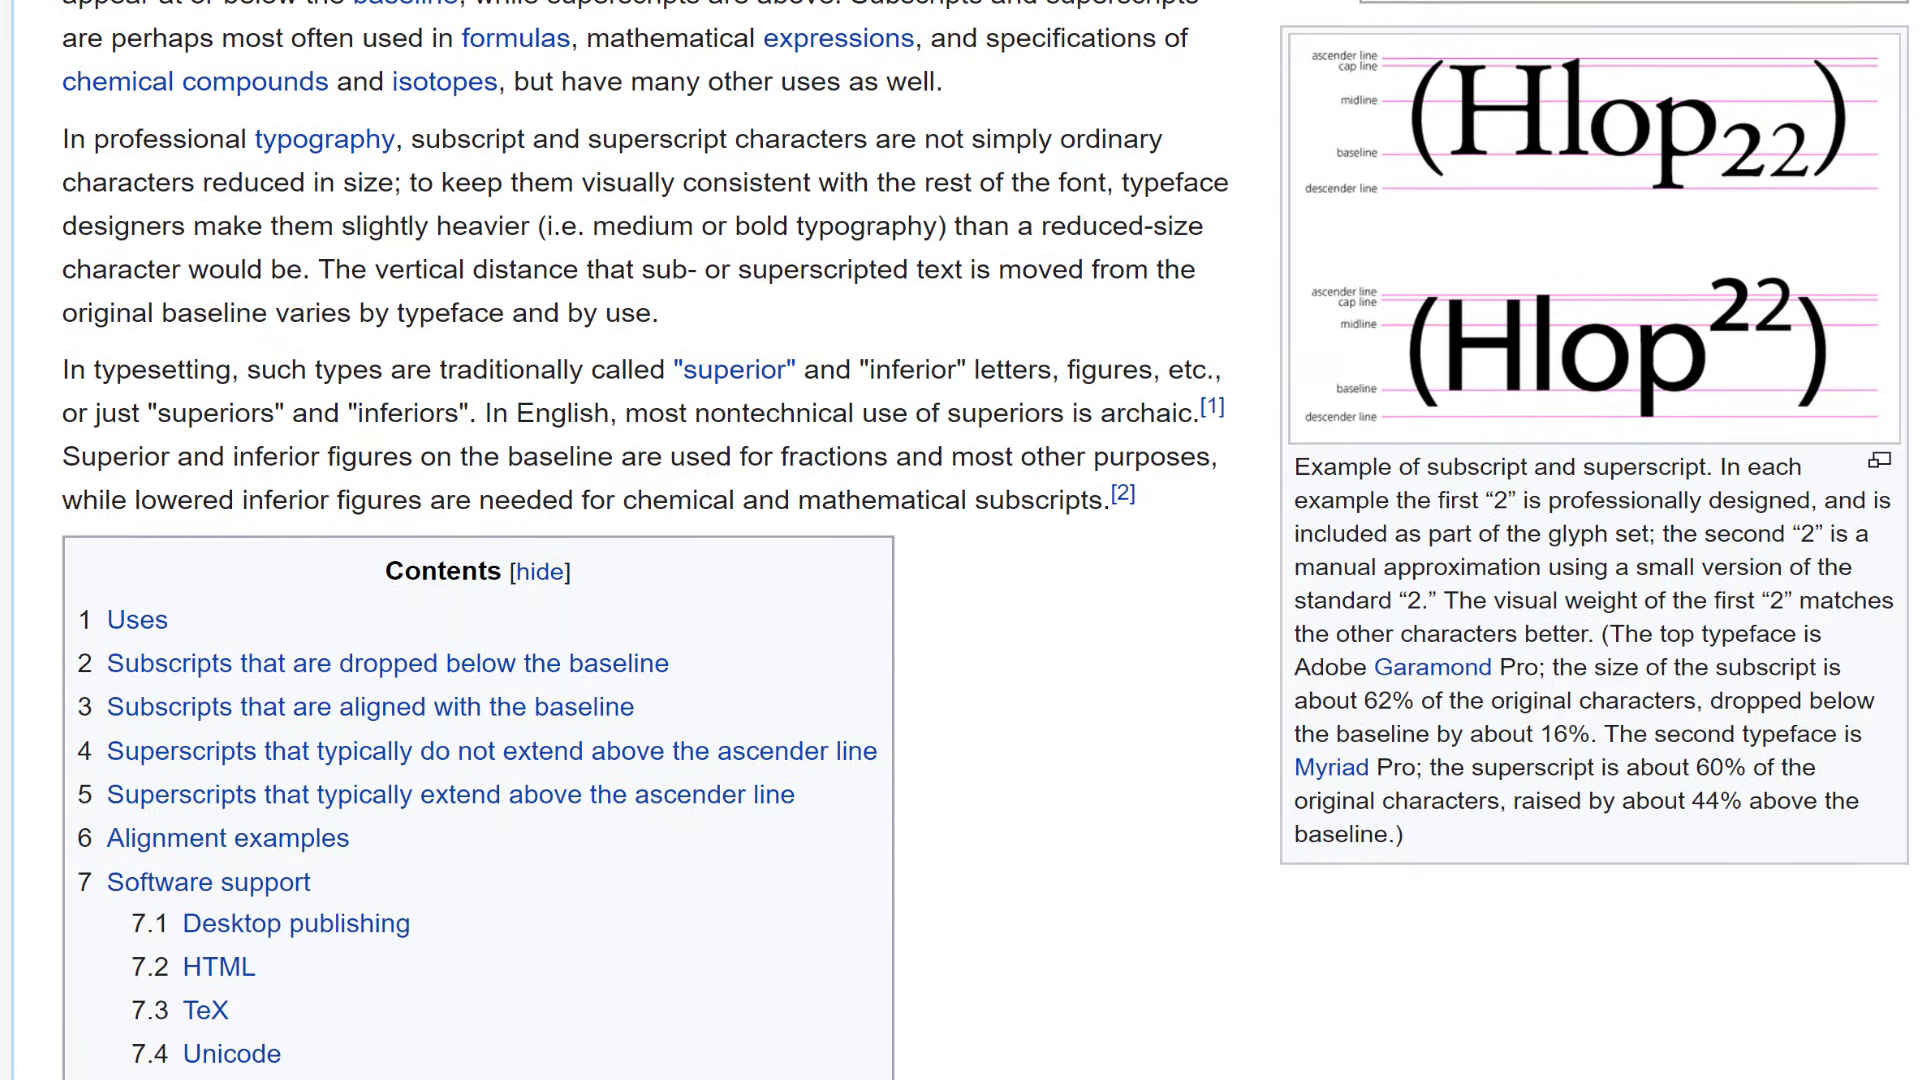 are perhaps most often used in formulas, mathematical expressions, and specifications of
chemical compounds and isotopes, but have many other uses as well.
In professional typography, subscript and superscript characters are not simply ordinary
characters reduced in size; to keep them visually consistent with the rest of the font, typeface
designers make them slightly heavier (i.e. medium or bold typography) than a reduced-size
character would be. The vertical distance that sub- or superscripted text is moved from the
original baseline varies by typeface and by use.
In typesetting, such types are traditionally called "superior" and "inferior" letters, figures, etc.,
or just "superiors" and "inferiors". In English, most nontechnical use of superiors is archaic.[1]
Superior and inferior figures on the baseline are used for fractions and most other purposes,
while lowered inferior figures are needed for chemical and mathematical subscripts.[2]
Contents [hide]
1 Uses
2 Subscripts that are dropped below the baseline
3 Subscripts that are aligned with the baseline
4 Superscripts that typically do not extend above the ascender line
5 Superscripts that typically extend above the ascender line
6 Alignment examples
7 Software support
7.1 Desktop publishing
7.2 HTML
7.3 TeX
7.4 Unicode
ascender line
cap line
midline
baseline
descender line
(Hlop₂₂)
ascender line
cap line
midline
baseline
descender line
(Hlop²²)
Example of subscript and superscript. In each
example the first “2” is professionally designed, and is
included as part of the glyph set; the second “2” is a
manual approximation using a small version of the
standard “2.” The visual weight of the first “2” matches
the other characters better. (The top typeface is
Adobe Garamond Pro; the size of the subscript is
about 62% of the original characters, dropped below
the baseline by about 16%. The second typeface is
Myriad Pro; the superscript is about 60% of the
original characters, raised by about 44% above the
baseline.)